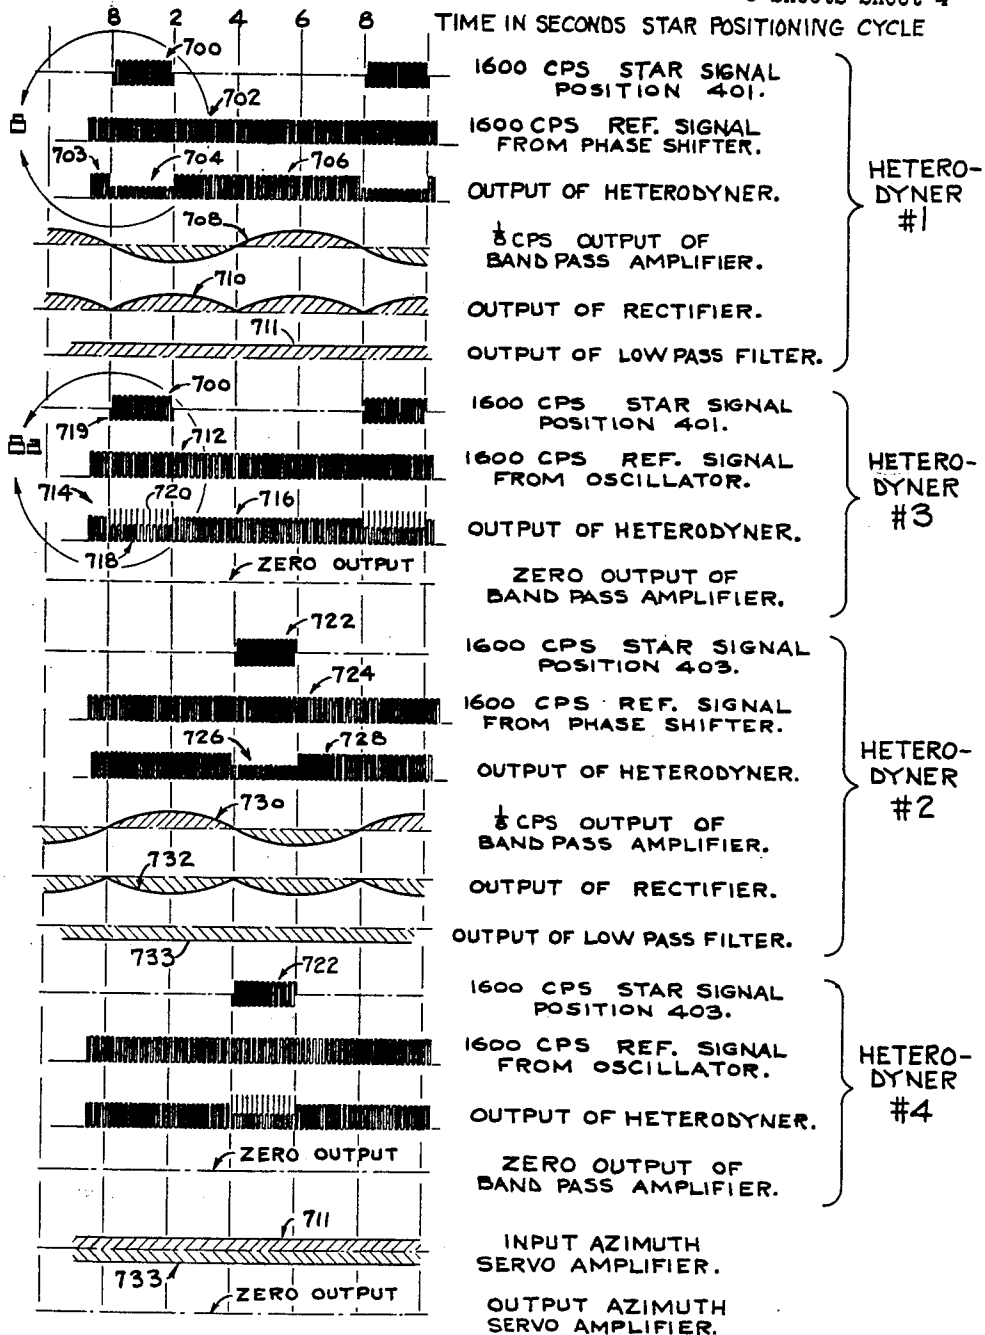 8 2 4 6 8 TIME IN SECONDS STAR POSITIONING CYCLE
700
1600 CPS STAR SIGNAL
POSITION 401.
702
1600 CPS REF. SIGNAL
FROM PHASE SHIFTER.
703 704 706
OUTPUT OF HETERODYNER.
708
1/8 CPS OUTPUT OF
BAND PASS AMPLIFIER.
710
OUTPUT OF RECTIFIER.
711
OUTPUT OF LOW PASS FILTER.
HETERO-
DYNER
#1
700
1600 CPS STAR SIGNAL
POSITION 401.
719
712
1600 CPS REF. SIGNAL
FROM OSCILLATOR.
714 720 716
OUTPUT OF HETERODYNER.
718
ZERO OUTPUT
ZERO OUTPUT OF
BAND PASS AMPLIFIER.
HETERO-
DYNER
#3
722
1600 CPS STAR SIGNAL
POSITION 403.
724
1600 CPS REF. SIGNAL
FROM PHASE SHIFTER.
726 728
OUTPUT OF HETERODYNER.
730
1/8 CPS OUTPUT OF
BAND PASS AMPLIFIER.
732
OUTPUT OF RECTIFIER.
OUTPUT OF LOW PASS FILTER.
733
HETERO-
DYNER
#2
722
1600 CPS STAR SIGNAL
POSITION 403.
1600 CPS REF. SIGNAL
FROM OSCILLATOR.
OUTPUT OF HETERODYNER.
ZERO OUTPUT
ZERO OUTPUT OF
BAND PASS AMPLIFIER.
HETERO-
DYNER
#4
711
INPUT AZIMUTH
SERVO AMPLIFIER.
733
ZERO OUTPUT
OUTPUT AZIMUTH
SERVO AMPLIFIER.